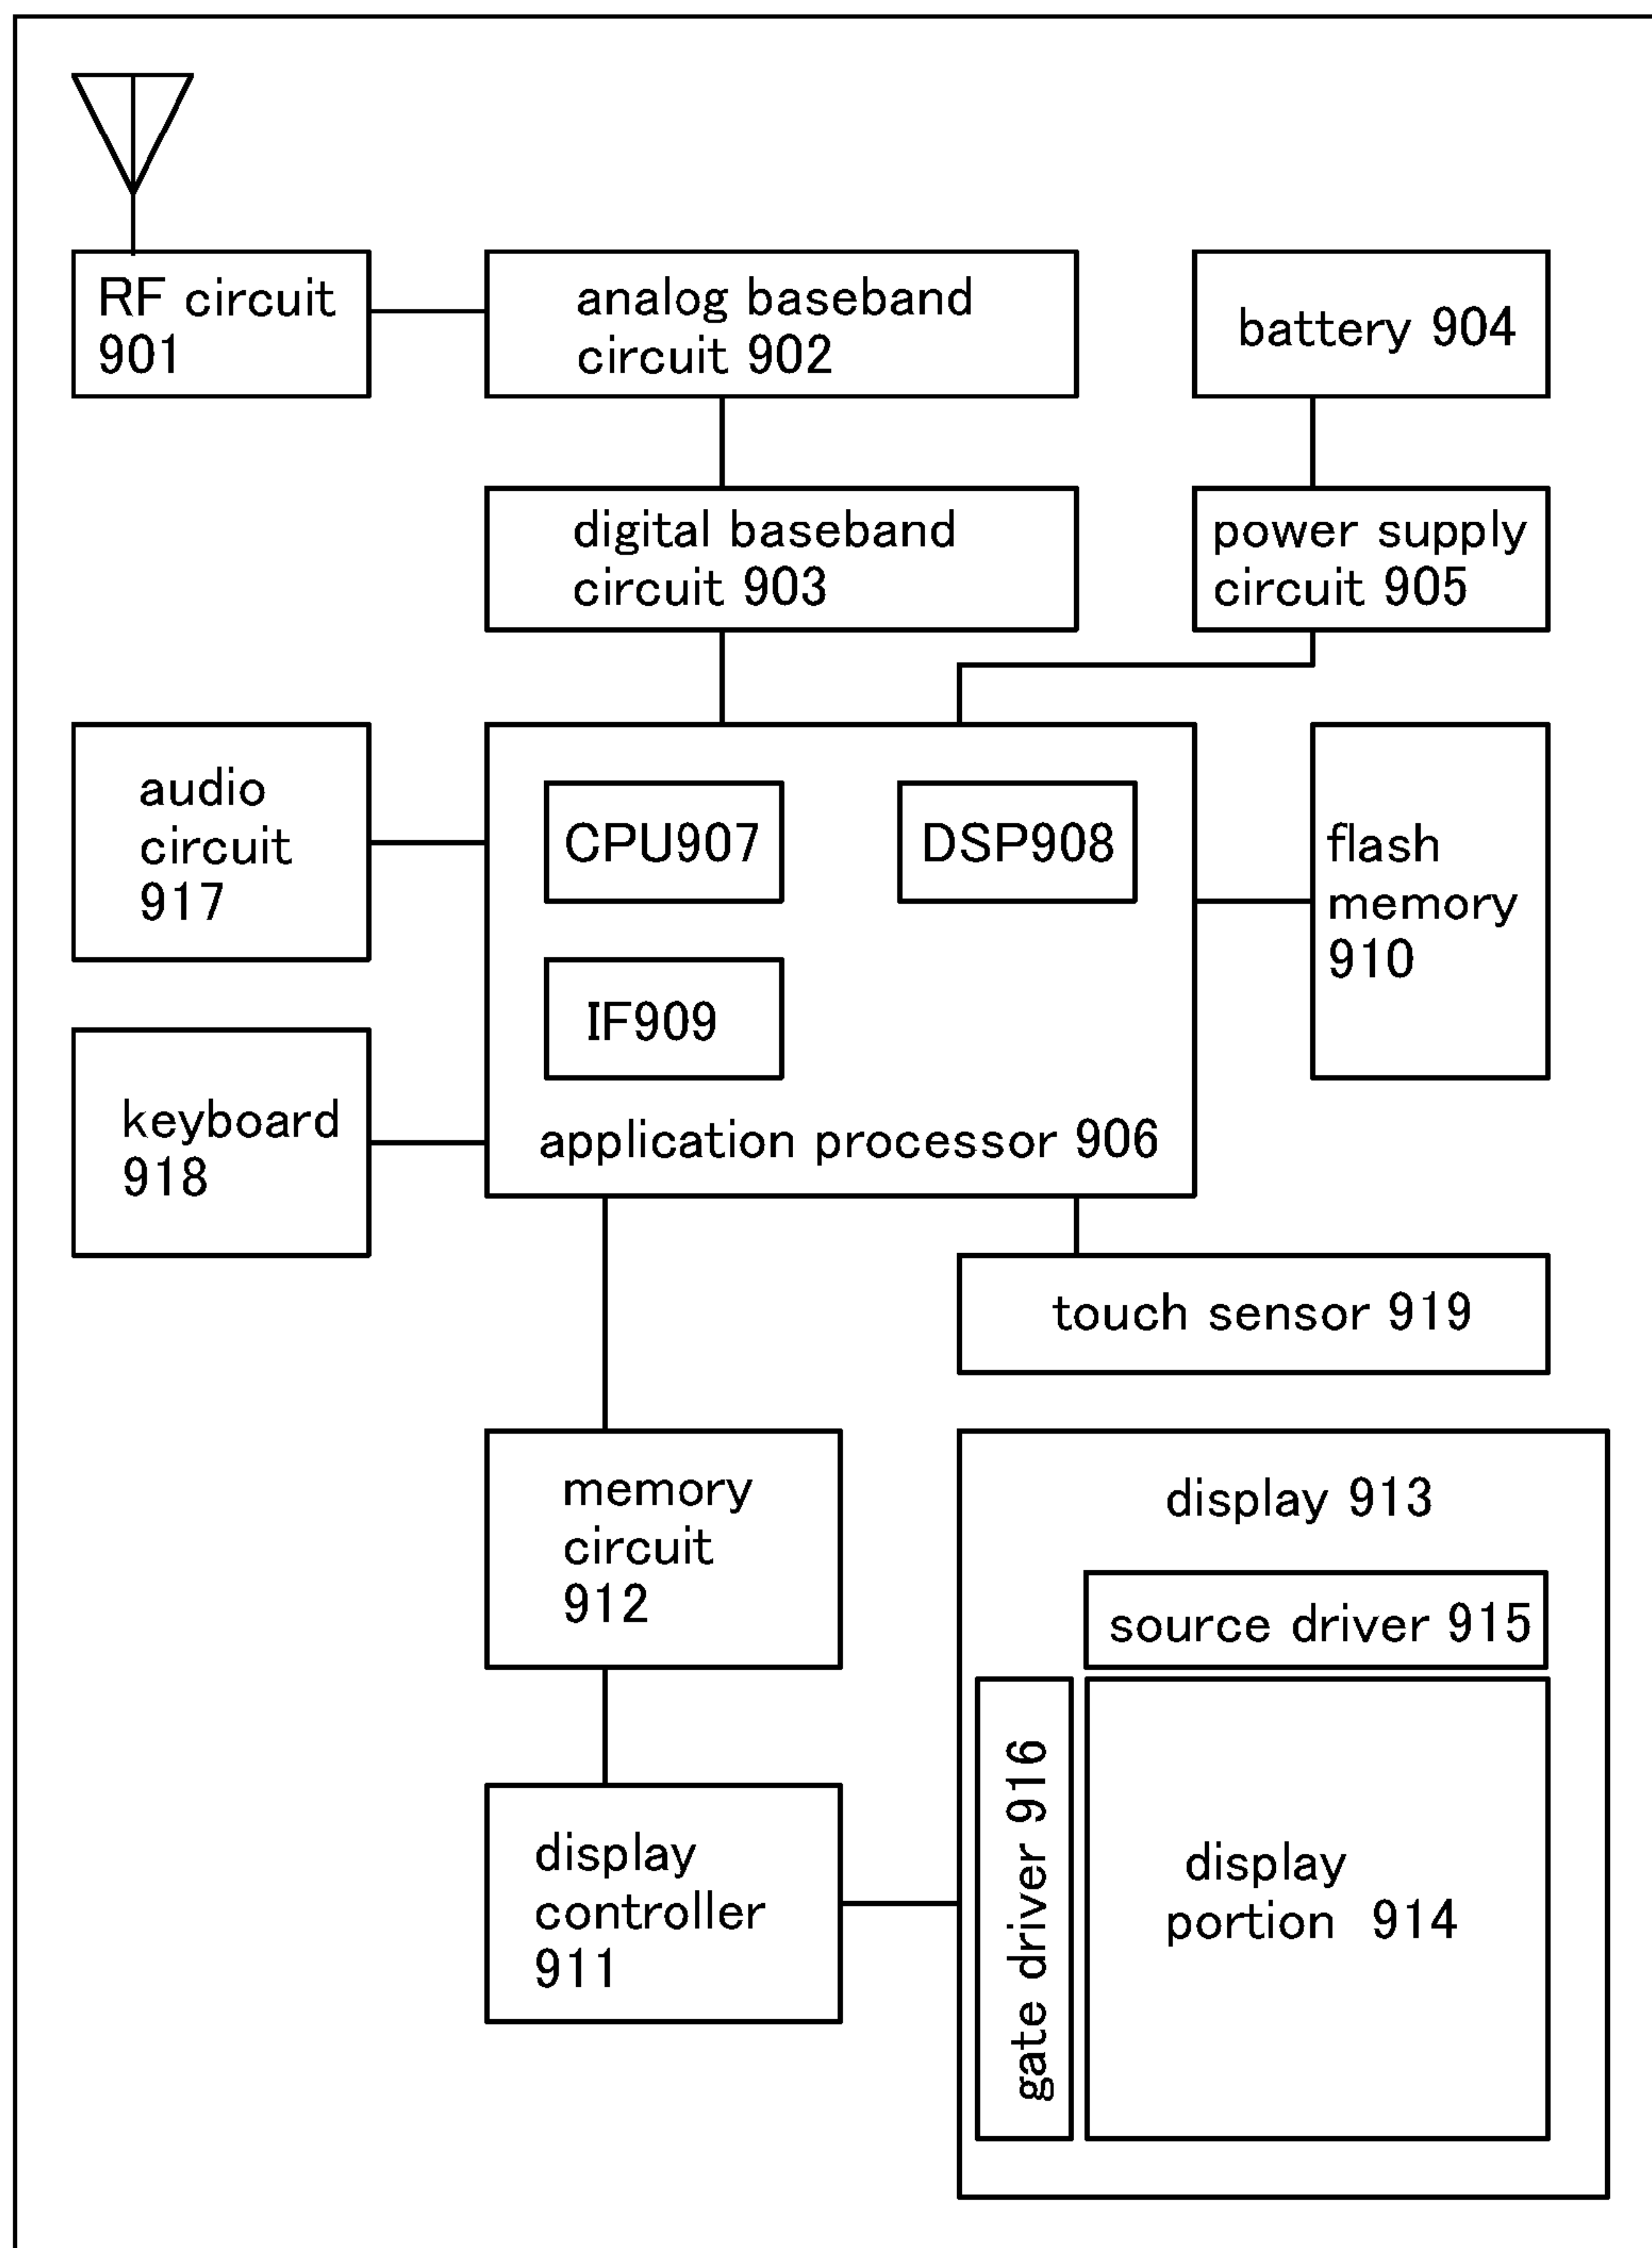 RF circuit
901
analog baseband
circuit 902
battery 904
digital baseband
circuit 903
power supply
circuit 905
audio
circuit
917
CPU907
DSP908
flash
memory
910
IF909
keyboard
918
application processor 906
touch sensor 919
memory
circuit
912
display 913
source driver 915
gate driver 916
display
portion 914
display
controller
911